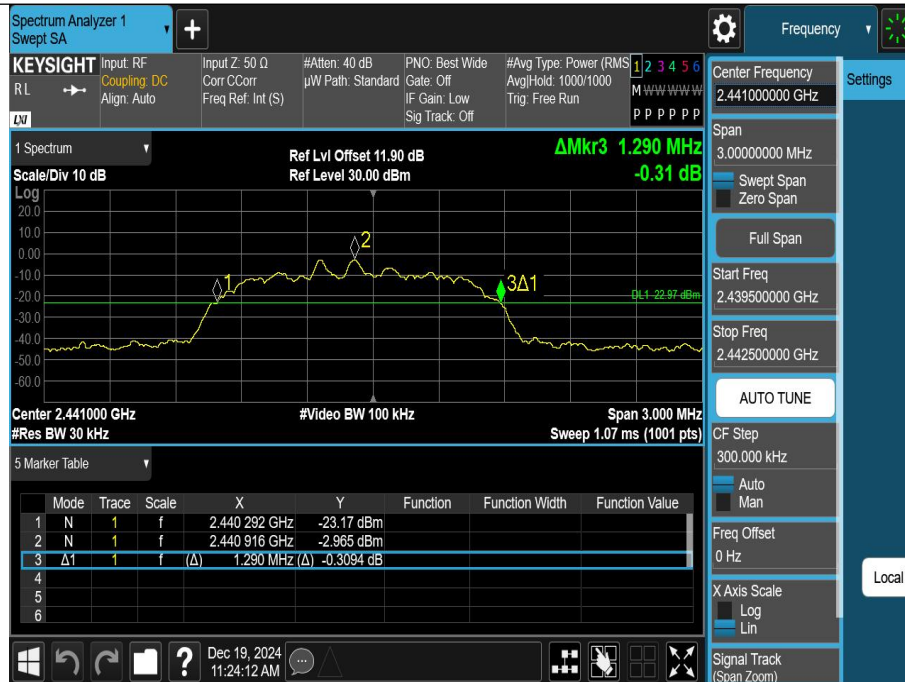 Spectrum Analyzer 1
Swept SA
+
Frequency
KEYSIGHT
RL
LXI
Input: RF
Coupling: DC
Align: Auto
Input Z: 50 Ω
Corr CCorr
Freq Ref: Int (S)
#Atten: 40 dB
µW Path: Standard
PNO: Best Wide
Gate: Off
IF Gain: Low
Sig Track: Off
#Avg Type: Power (RMS
Avg|Hold: 1000/1000
Trig: Free Run
1 2 3 4 5 6
M W W W W W
P P P P P P
1 Spectrum
Scale/Div 10 dB
Ref Lvl Offset 11.90 dB
Ref Level 30.00 dBm
ΔMkr3 1.290 MHz
-0.31 dB
Log
20.0
10.0
0.00
-10.0
-20.0
-30.0
-40.0
-50.0
-60.0
1
2
3Δ1
DL1 -22.97 dBm
Center 2.441000 GHz
#Video BW 100 kHz
Span 3.000 MHz
#Res BW 30 kHz
Sweep 1.07 ms (1001 pts)
5 Marker Table
Mode Trace Scale X Y Function Function Width Function Value
1 N 1 f 2.440 292 GHz -23.17 dBm
2 N 1 f 2.440 916 GHz -2.965 dBm
3 Δ1 1 f (Δ) 1.290 MHz (Δ) -0.3094 dB
4
5
6
?
Dec 19, 2024
11:24:12 AM
Center Frequency
2.441000000 GHz
Span
3.00000000 MHz
Swept Span
Zero Span
Full Span
Start Freq
2.439500000 GHz
Stop Freq
2.442500000 GHz
AUTO TUNE
CF Step
300.000 kHz
Auto
Man
Freq Offset
0 Hz
X Axis Scale
Log
Lin
Signal Track
(Span Zoom)
Settings
Local